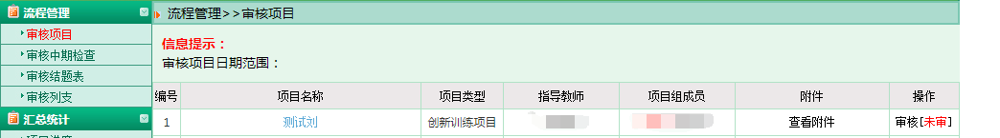 流程管理
审核项目
审核中期检查
审核结题表
审核列支
汇总统计
流程管理>>审核项目
信息提示：
审核项目日期范围：
编号 项目名称 项目类型 指导教师 项目组成员 附件 操作
1 测试刘 创新训练项目 查看附件 审核[未审]